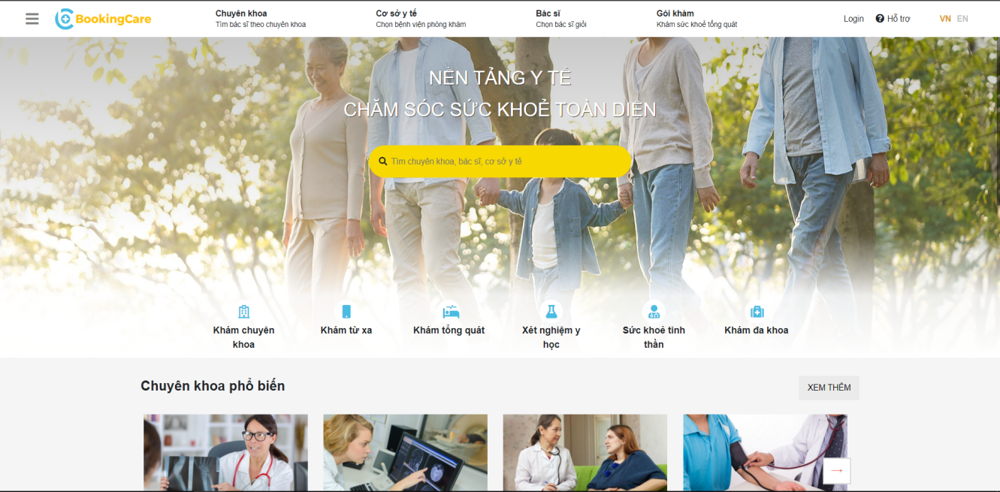 BookingCare
Chuyên khoa
Tìm bác sĩ theo chuyên khoa
Cơ sở y tế
Chọn bệnh viện phòng khám
Bác sĩ
Chọn bác sĩ giỏi
Gói khám
Khám sức khoẻ tổng quát
Login
Hỗ trợ
VN EN
NỀN TẢNG Y TẾ
CHĂM SÓC SỨC KHOẺ TOÀN DIỆN
Tìm chuyên khoa, bác sĩ, cơ sở y tế
Khám chuyên
khoa
Khám từ xa
Khám tổng quát
Xét nghiệm y
học
Sức khoẻ tinh
thần
Khám đa khoa
Chuyên khoa phổ biến
XEM THÊM